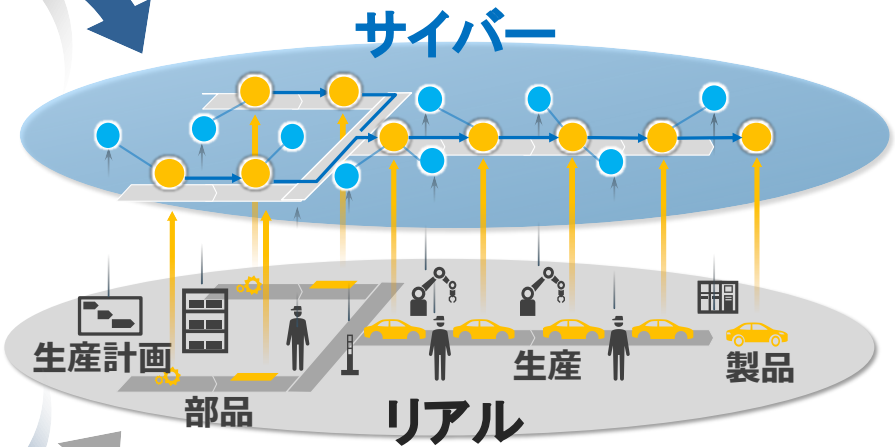 サイバー
生産計画
部品
生産
製品
リアル